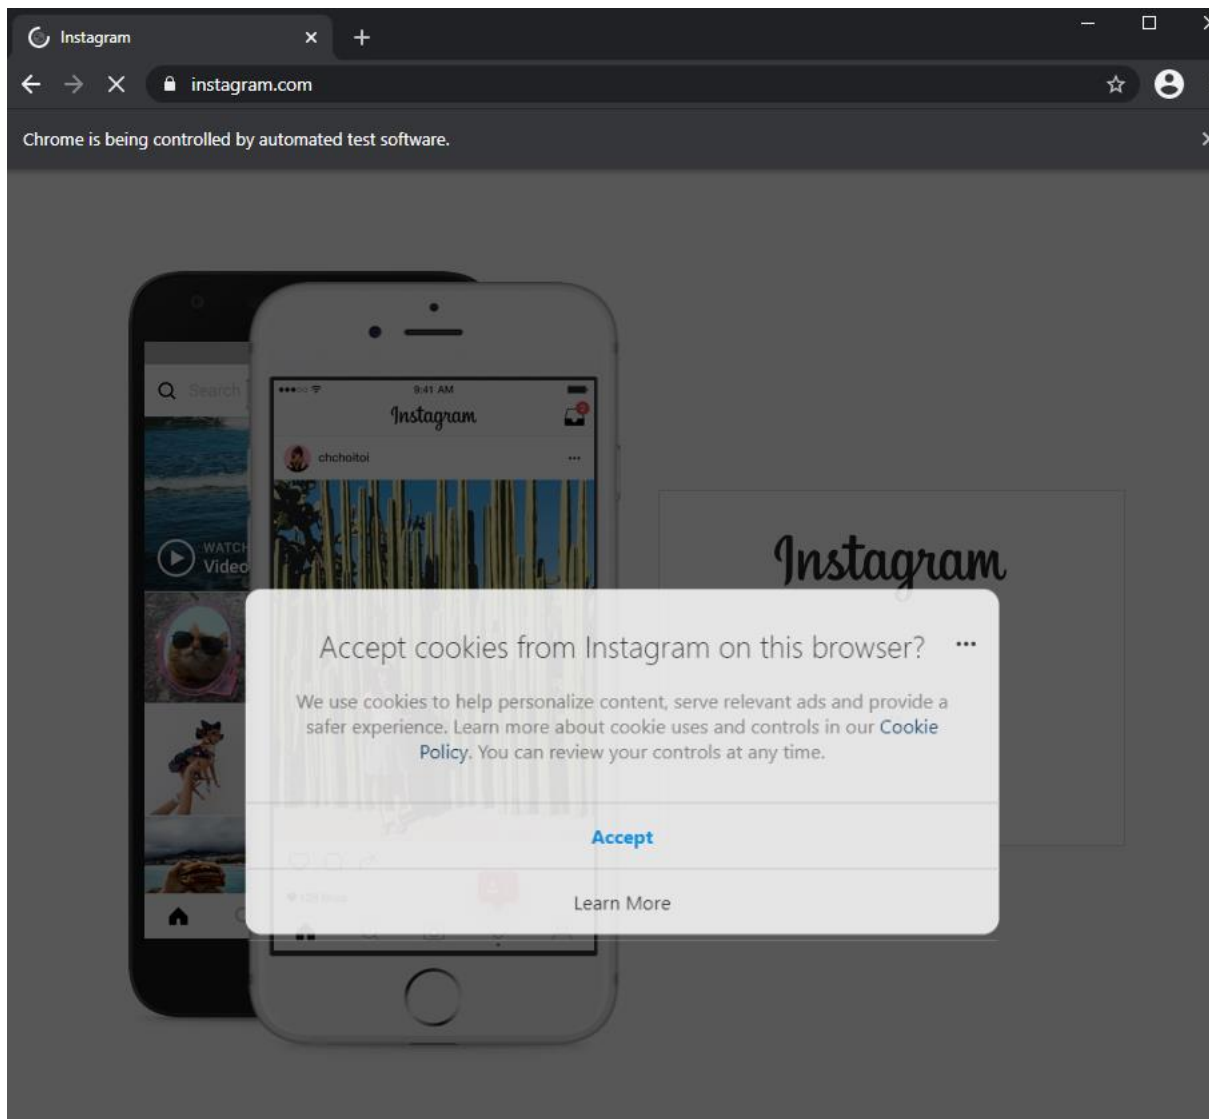 Instagram
instagram.com
Chrome is being controlled by automated test software.
Search
9:41 AM
Instagram
chchoitoi
WATCH
Video
Instagram
Accept cookies from Instagram on this browser?
We use cookies to help personalize content, serve relevant ads and provide a
safer experience. Learn more about cookie uses and controls in our Cookie
Policy. You can review your controls at any time.
Accept
Learn More